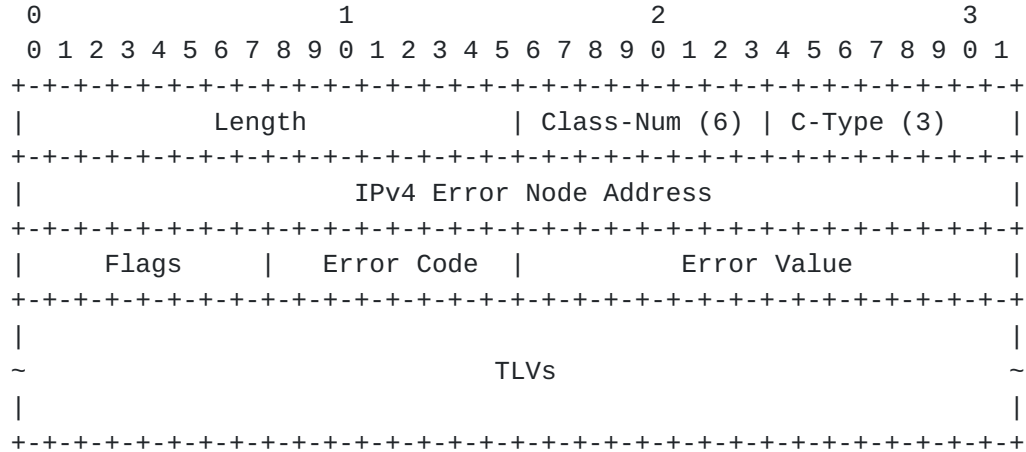 0                   1                   2                   3
 0 1 2 3 4 5 6 7 8 9 0 1 2 3 4 5 6 7 8 9 0 1 2 3 4 5 6 7 8 9 0 1
+-+-+-+-+-+-+-+-+-+-+-+-+-+-+-+-+-+-+-+-+-+-+-+-+-+-+-+-+-+-+-+-+
|            Length             | Class-Num (6) | C-Type (3)    |
+-+-+-+-+-+-+-+-+-+-+-+-+-+-+-+-+-+-+-+-+-+-+-+-+-+-+-+-+-+-+-+-+
|                     IPv4 Error Node Address                   |
+-+-+-+-+-+-+-+-+-+-+-+-+-+-+-+-+-+-+-+-+-+-+-+-+-+-+-+-+-+-+-+-+
|     Flags     |   Error Code  |          Error Value          |
+-+-+-+-+-+-+-+-+-+-+-+-+-+-+-+-+-+-+-+-+-+-+-+-+-+-+-+-+-+-+-+-+
|                                                               |
~                              TLVs                             ~
|                                                               |
+-+-+-+-+-+-+-+-+-+-+-+-+-+-+-+-+-+-+-+-+-+-+-+-+-+-+-+-+-+-+-+-+